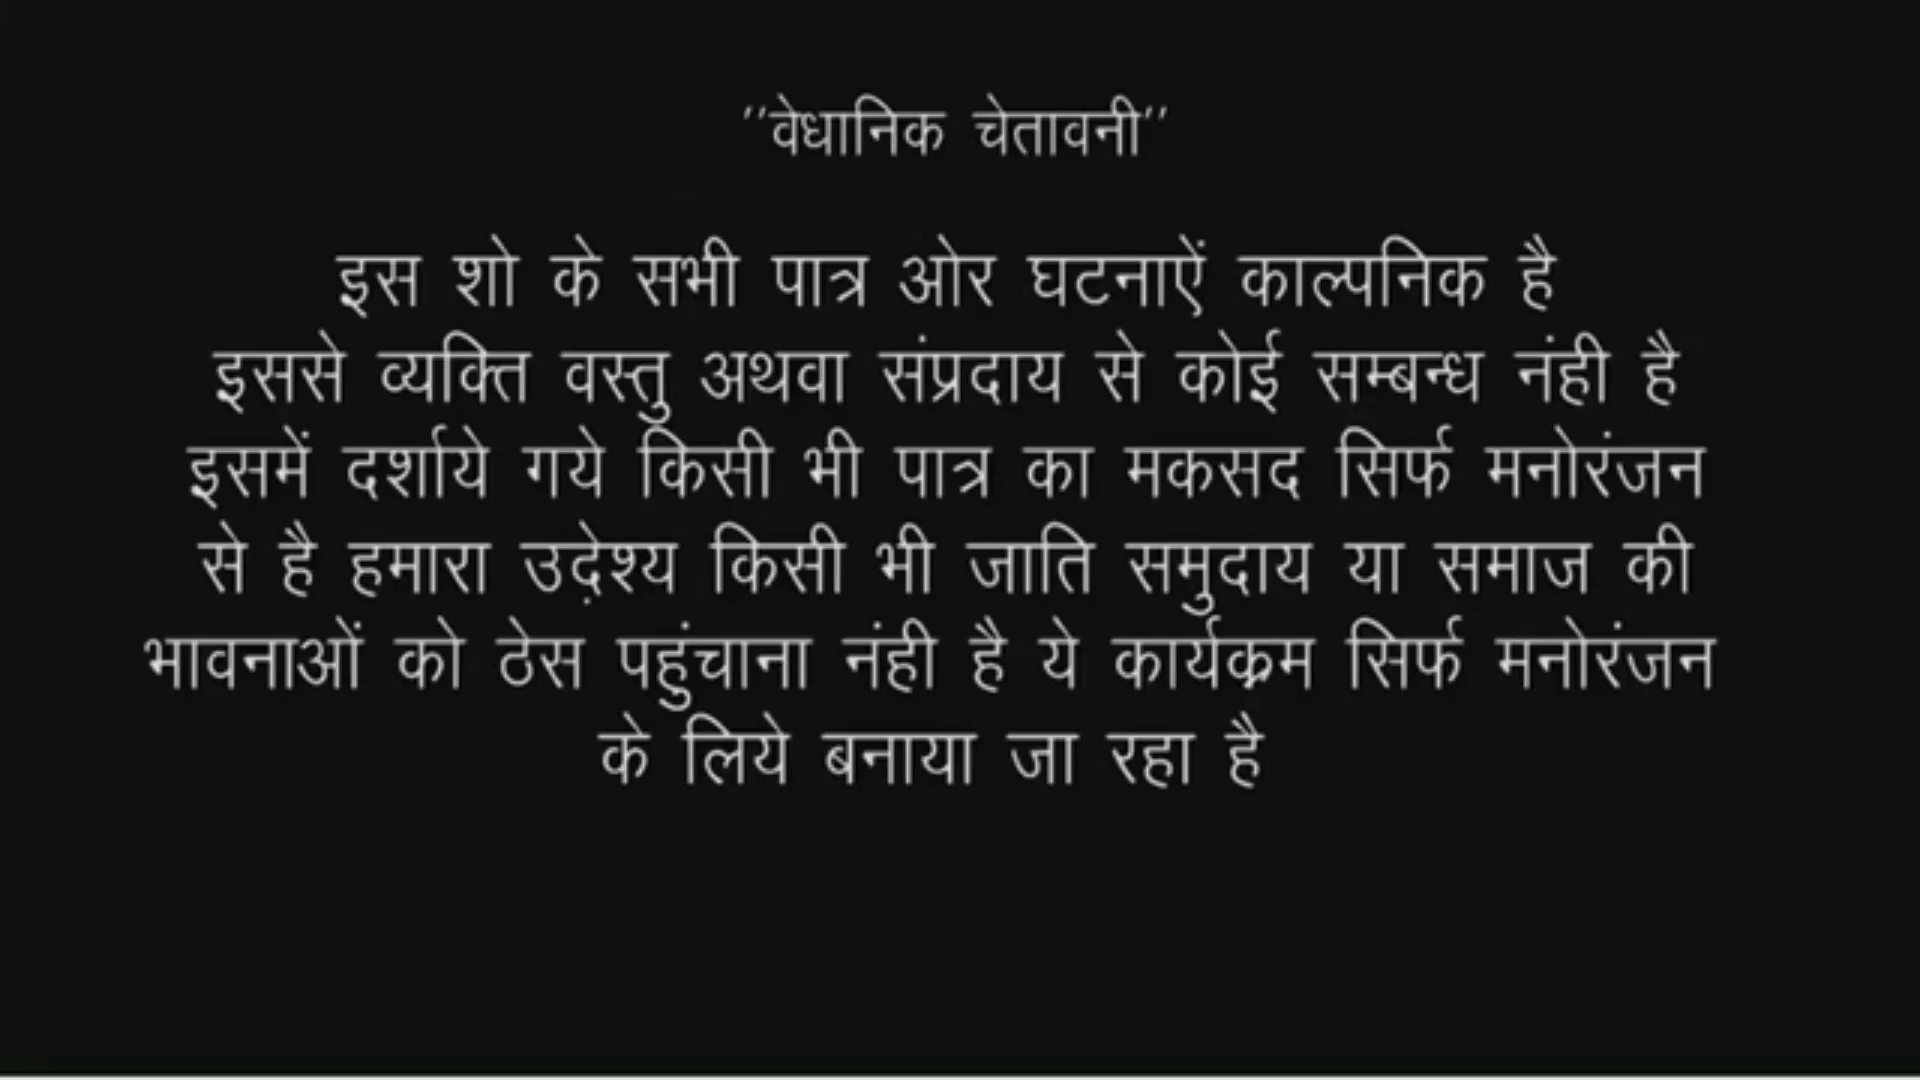 "वेधानिक चेतावनी"
इस शो के सभी पात्र ओर घटनाऐं काल्पनिक है
इससे व्यक्ति वस्तु अथवा संप्रदाय से कोई सम्बन्ध नंही है
इसमें दर्शाये गये किसी भी पात्र का मकसद सिर्फ मनोरंजन
से है हमारा उद़ेश्य किसी भी जाति समुदाय या समाज की
भावनाओं को ठेस पहुंचाना नंही है ये कार्यक्रम सिर्फ मनोरंजन
के लिये बनाया जा रहा है